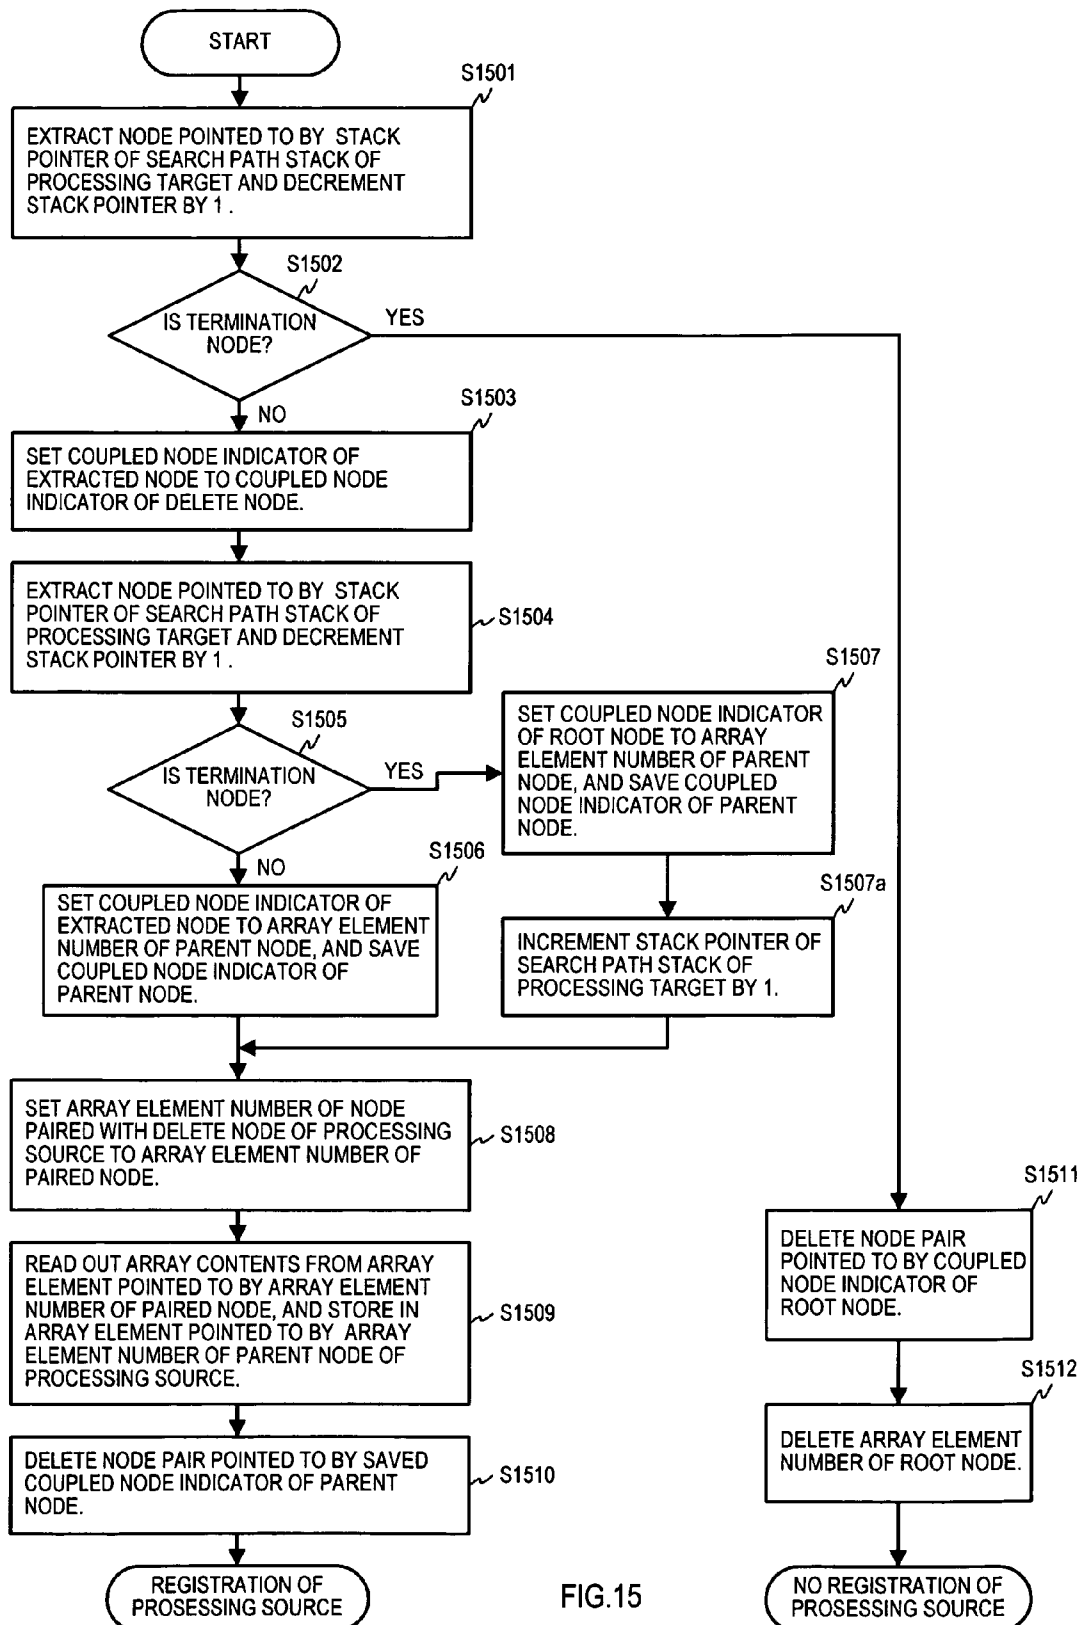 START
S1501
EXTRACT NODE POINTED TO BY STACK
POINTER OF SEARCH PATH STACK OF
PROCESSING TARGET AND DECREMENT
STACK POINTER BY 1 .
S1502
IS TERMINATION
NODE?
YES
NO
S1503
SET COUPLED NODE INDICATOR OF
EXTRACTED NODE TO COUPLED NODE
INDICATOR OF DELETE NODE.
EXTRACT NODE POINTED TO BY STACK
POINTER OF SEARCH PATH STACK OF
PROCESSING TARGET AND DECREMENT
STACK POINTER BY 1 .
S1504
S1505
IS TERMINATION
NODE?
YES
NO
S1507
SET COUPLED NODE INDICATOR
OF ROOT NODE TO ARRAY
ELEMENT NUMBER OF PARENT
NODE, AND SAVE COUPLED
NODE INDICATOR OF PARENT
NODE.
S1506
SET COUPLED NODE INDICATOR OF
EXTRACTED NODE TO ARRAY ELEMENT
NUMBER OF PARENT NODE, AND SAVE
COUPLED NODE INDICATOR OF
PARENT NODE.
S1507a
INCREMENT STACK POINTER OF
SEARCH PATH STACK OF
PROCESSING TARGET BY 1.
SET ARRAY ELEMENT NUMBER OF NODE
PAIRED WITH DELETE NODE OF PROCESSING
SOURCE TO ARRAY ELEMENT NUMBER OF
PAIRED NODE.
S1508
READ OUT ARRAY CONTENTS FROM ARRAY
ELEMENT POINTED TO BY ARRAY ELEMENT
NUMBER OF PAIRED NODE, AND STORE IN
ARRAY ELEMENT POINTED TO BY ARRAY
ELEMENT NUMBER OF PARENT NODE OF
PROCESSING SOURCE.
S1509
DELETE NODE PAIR POINTED TO BY SAVED
COUPLED NODE INDICATOR OF PARENT
NODE.
S1510
REGISTRATION OF
PROSESSING SOURCE
S1511
DELETE NODE PAIR
POINTED TO BY COUPLED
NODE INDICATOR OF
ROOT NODE.
S1512
DELETE ARRAY ELEMENT
NUMBER OF ROOT NODE.
NO REGISTRATION OF
PROSESSING SOURCE
FIG.15